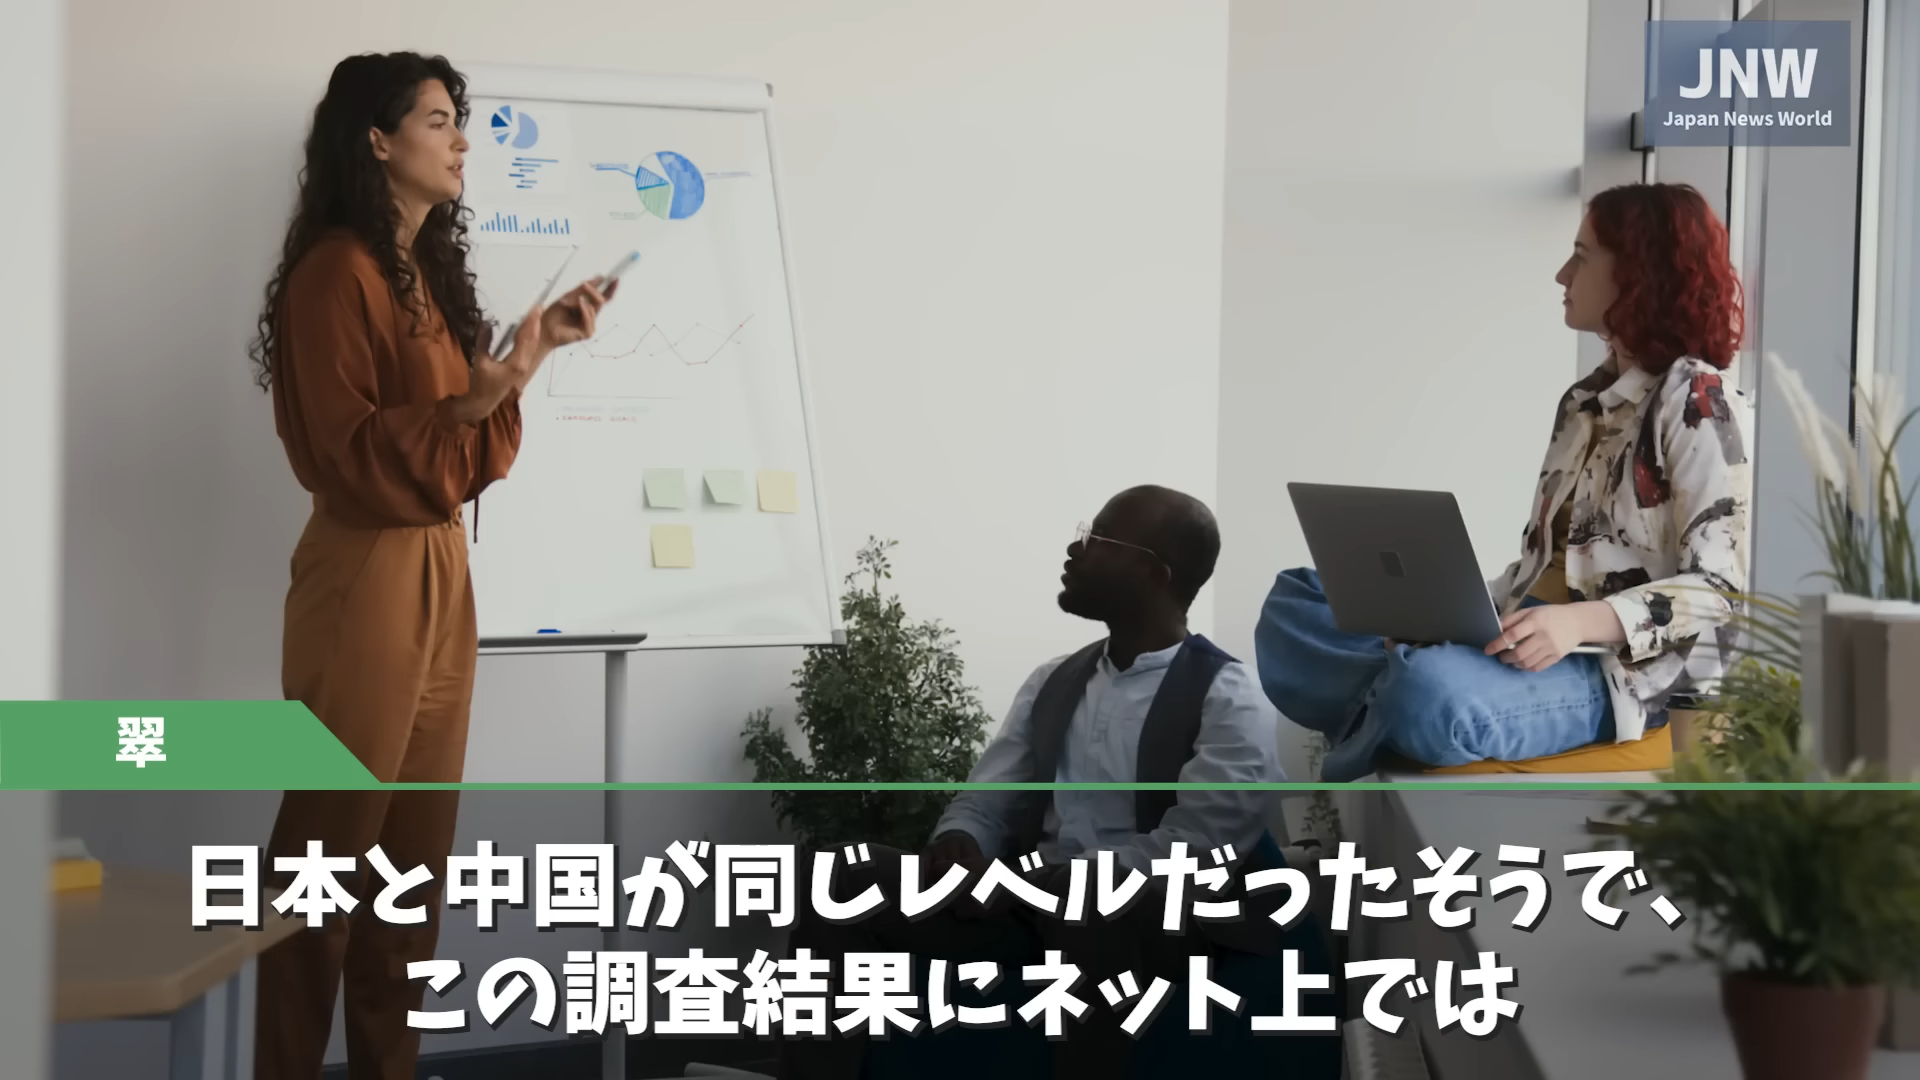 JNW
Japan News World
翠
日本と中国が同じレベルだったそうで、
この調査結果にネット上では